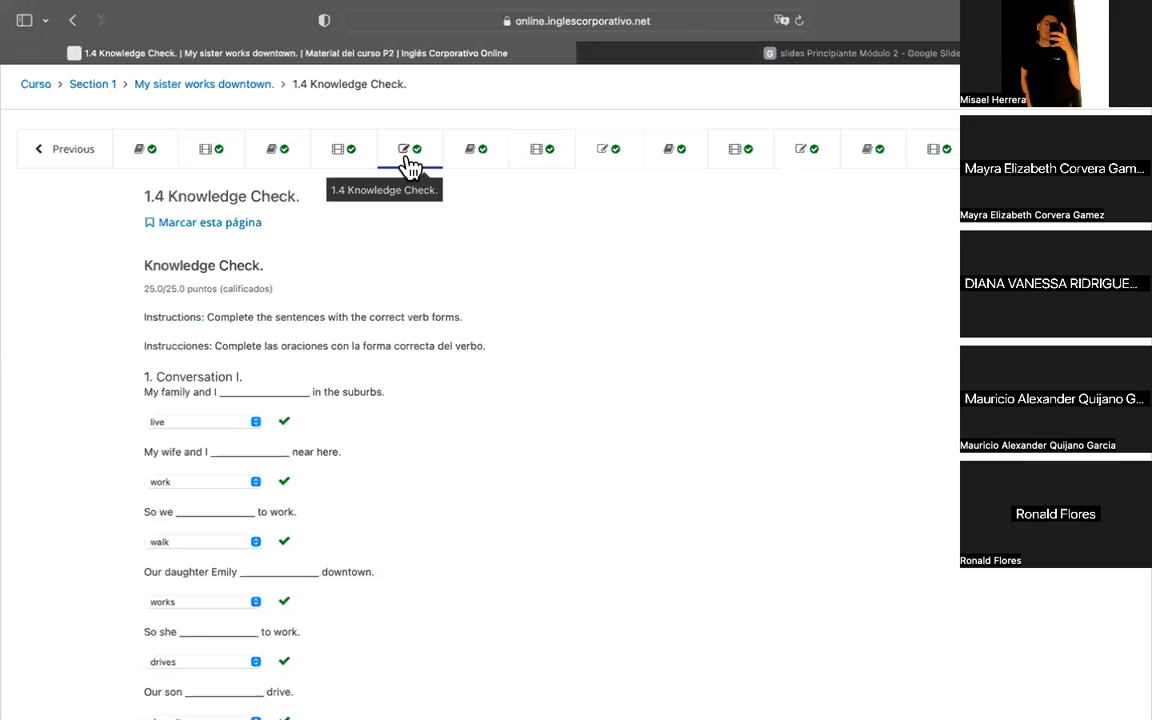 online.inglescorporativo.net
1.4 Knowledge Check. | My sister works downtown. | Material del curso P2 | Inglés Corporativo Online
slides Principiante Módulo 2 - Google Slide
Curso > Section 1 > My sister works downtown. > 1.4 Knowledge Check.
Previous
1.4 Knowledge Check.
1.4 Knowledge Check.
Marcar esta página
Knowledge Check.
25.0/25.0 puntos (calificados)
Instructions: Complete the sentences with the correct verb forms.
Instrucciones: Complete las oraciones con la forma correcta del verbo.
1. Conversation I.
My family and I ______________ in the suburbs.
live
My wife and I ____________ near here.
work
So we ____________ to work.
walk
Our daughter Emily ____________ downtown.
works
So she ____________ to work.
drives
Our son ____________ drive.
Misael Herrera
Mayra Elizabeth Corvera Gam...
Mayra Elizabeth Corvera Gamez
DIANA VANESSA RIDRIGUE...
Mauricio Alexander Quijano G...
Mauricio Alexander Quijano Garcia
Ronald Flores
Ronald Flores